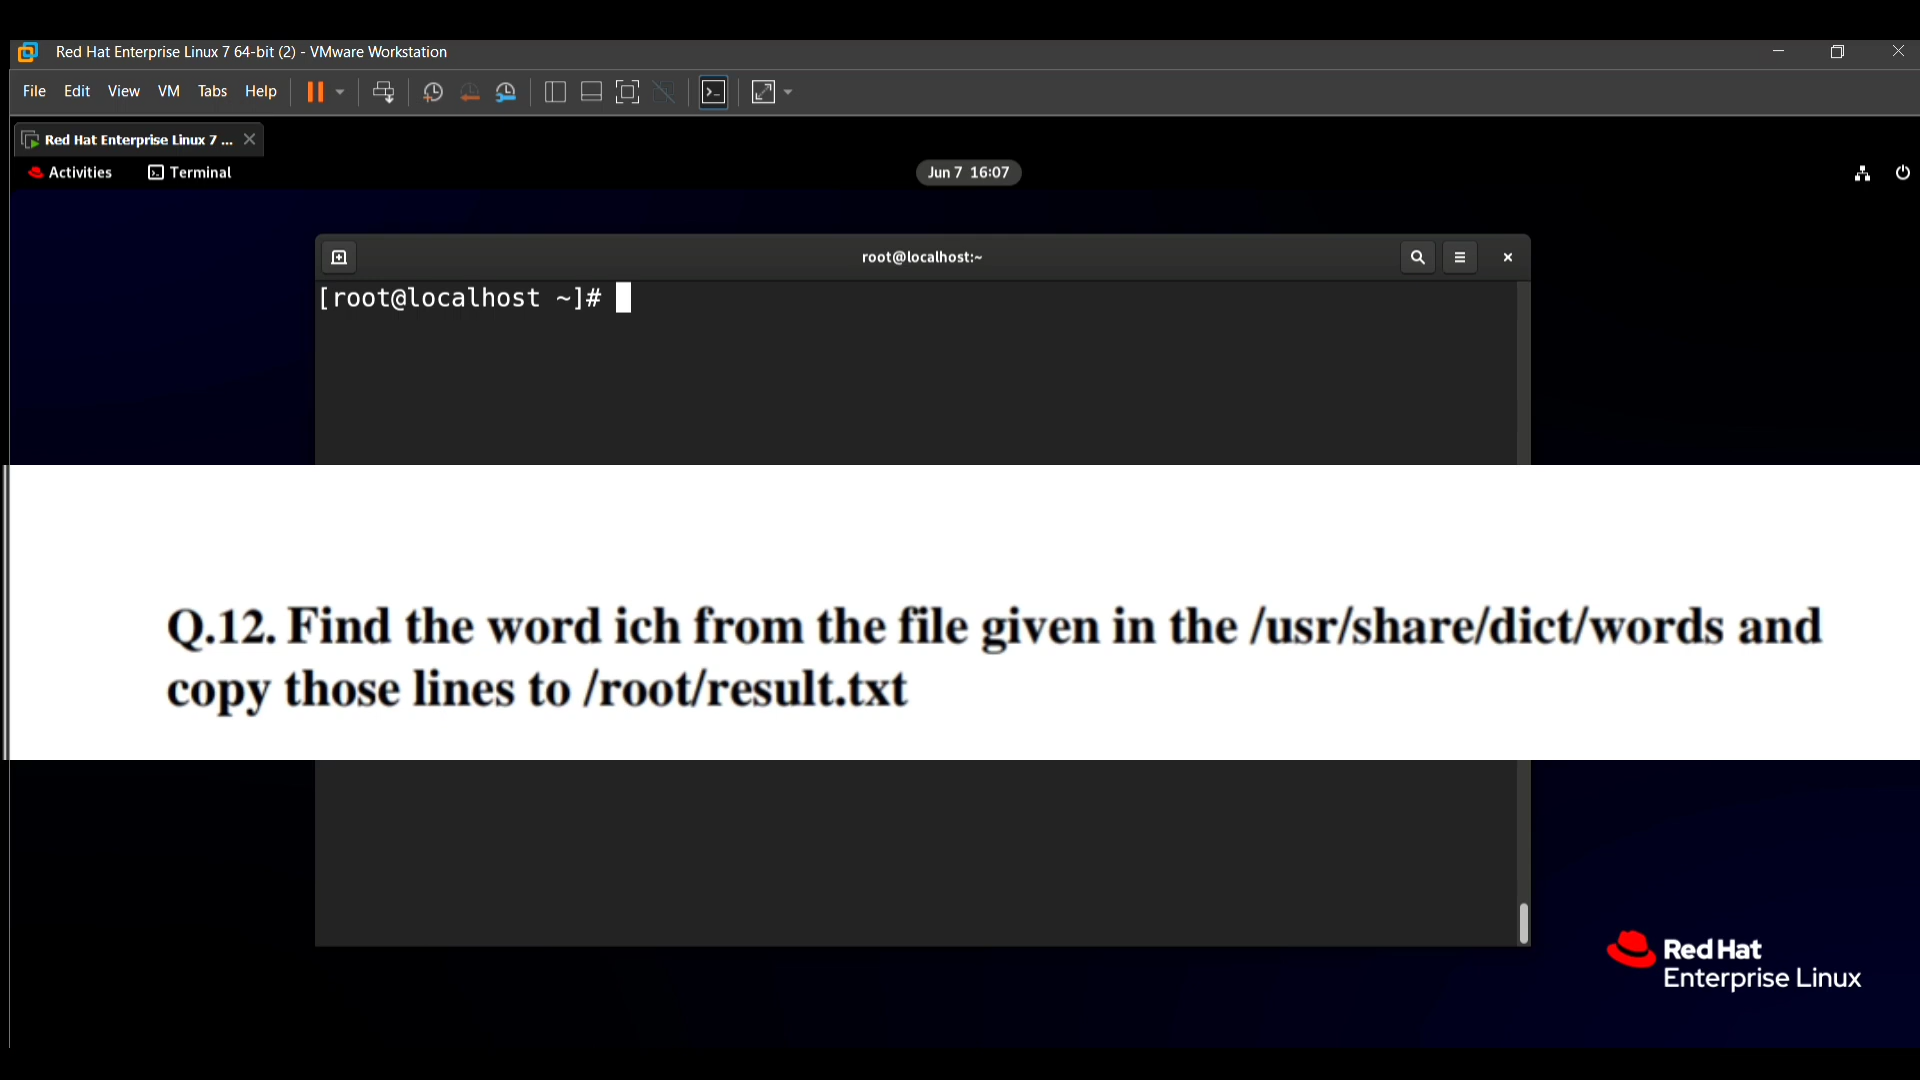 Red Hat Enterprise Linux 7 64-bit (2) - VMware Workstation
File Edit View VM Tabs Help
Red Hat Enterprise Linux 7 ...
Activities Terminal Jun 7 16:07
root@localhost:~
[root@localhost ~]#
Q.12. Find the word ich from the file given in the /usr/share/dict/words and
copy those lines to /root/result.txt
Red Hat
Enterprise Linux